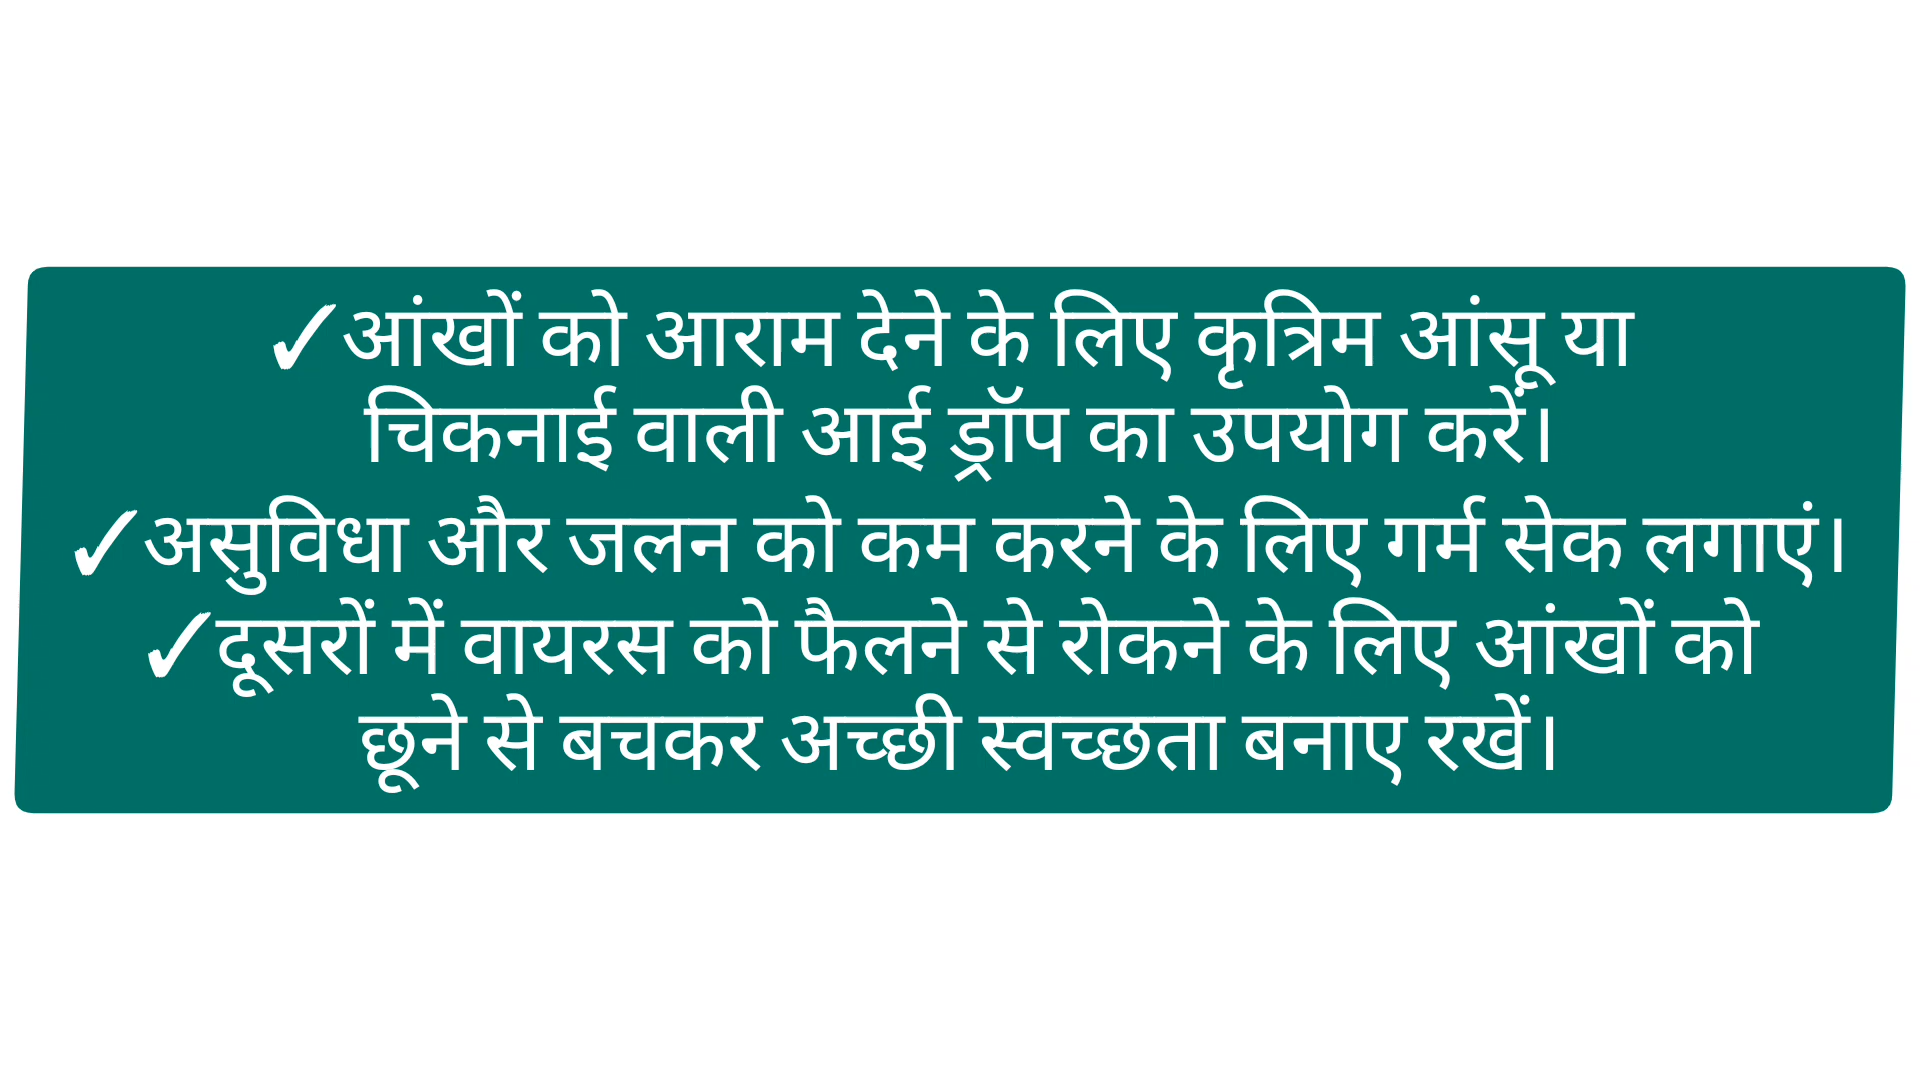 ✓आंखों को आराम देने के लिए कृत्रिम आंसू या
चिकनाई वाली आई ड्रॉप का उपयोग करें।
✓असुविधा और जलन को कम करने के लिए गर्म सेक लगाएं।
✓दूसरों में वायरस को फैलने से रोकने के लिए आंखों को
छूने से बचकर अच्छी स्वच्छता बनाए रखें।